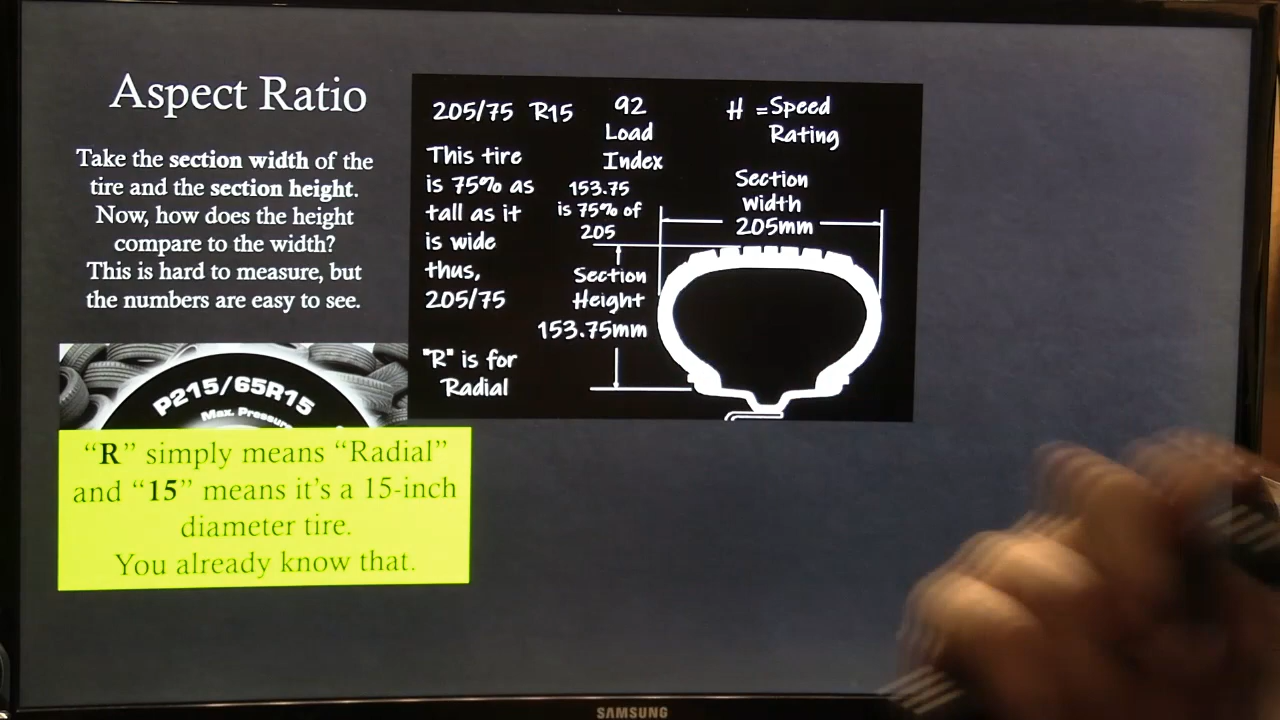 Aspect Ratio
Take the section width of the
tire and the section height.
Now, how does the height
compare to the width?
This is hard to measure, but
the numbers are easy to see.
P215/65R15
Max. Pressure
"R" simply means "Radial"
and "15" means it's a 15-inch
diameter tire.
You already know that.
205/75 R15
This tire
is 75% as
tall as it
is wide
thus,
205/75
"R" is for
Radial
92
Load
Index
153.75
is 75% of
205
Section
Height
153.75mm
H = Speed
Rating
Section
width
205mm
SAMSUNG